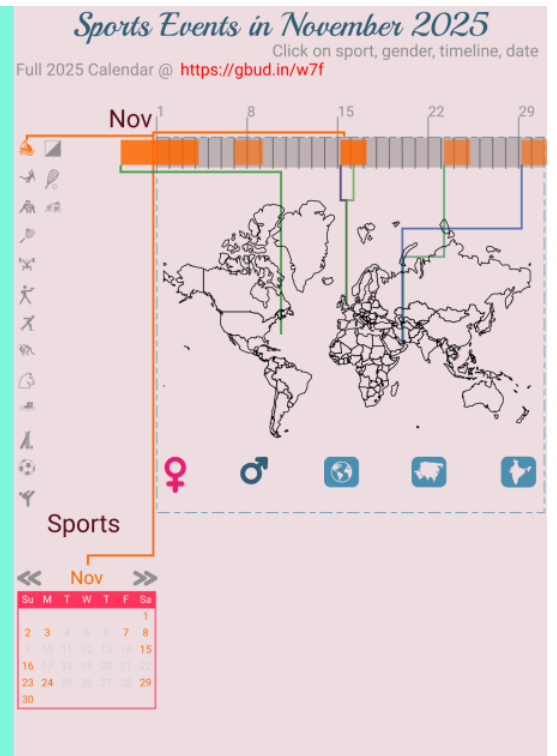 Sports Events in November 2025
Click on sport, gender, timeline, date
Full 2025 Calendar @ https://gbud.in/w7f
Nov
1 8 15 22 29
Sports
Nov
Su M T W T F Sa
1
2 3 4 5 6 7 8
9 10 11 12 13 14 15
16 17 18 19 20 21 22
23 24 25 26 27 28 29
30